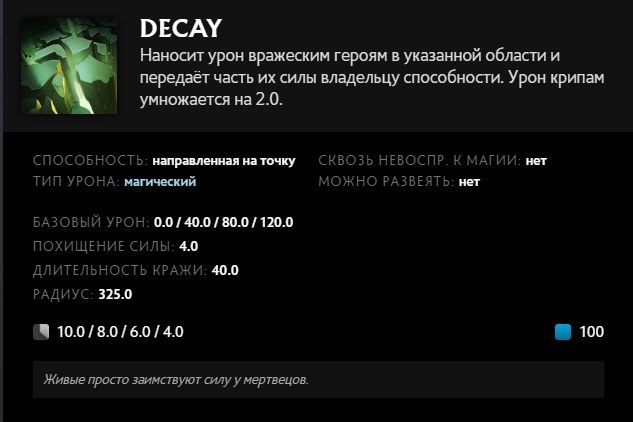 DECAY
Наносит урон вражеским героям в указанной области и
передаёт часть их силы владельцу способности. Урон крипам
умножается на 2.0.
СПОСОБНОСТЬ: направленная на точку
СКВОЗЬ НЕВОСПР. К МАГИИ: нет
ТИП УРОНА: магический
МОЖНО РАЗВЕЯТЬ: нет
БАЗОВЫЙ УРОН: 0.0 / 40.0 / 80.0 / 120.0
ПОХИЩЕНИЕ СИЛЫ: 4.0
ДЛИТЕЛЬНОСТЬ КРАЖИ: 40.0
РАДИУС: 325.0
10.0 / 8.0 / 6.0 / 4.0
100
Живые просто заимствуют силу у мертвецов.